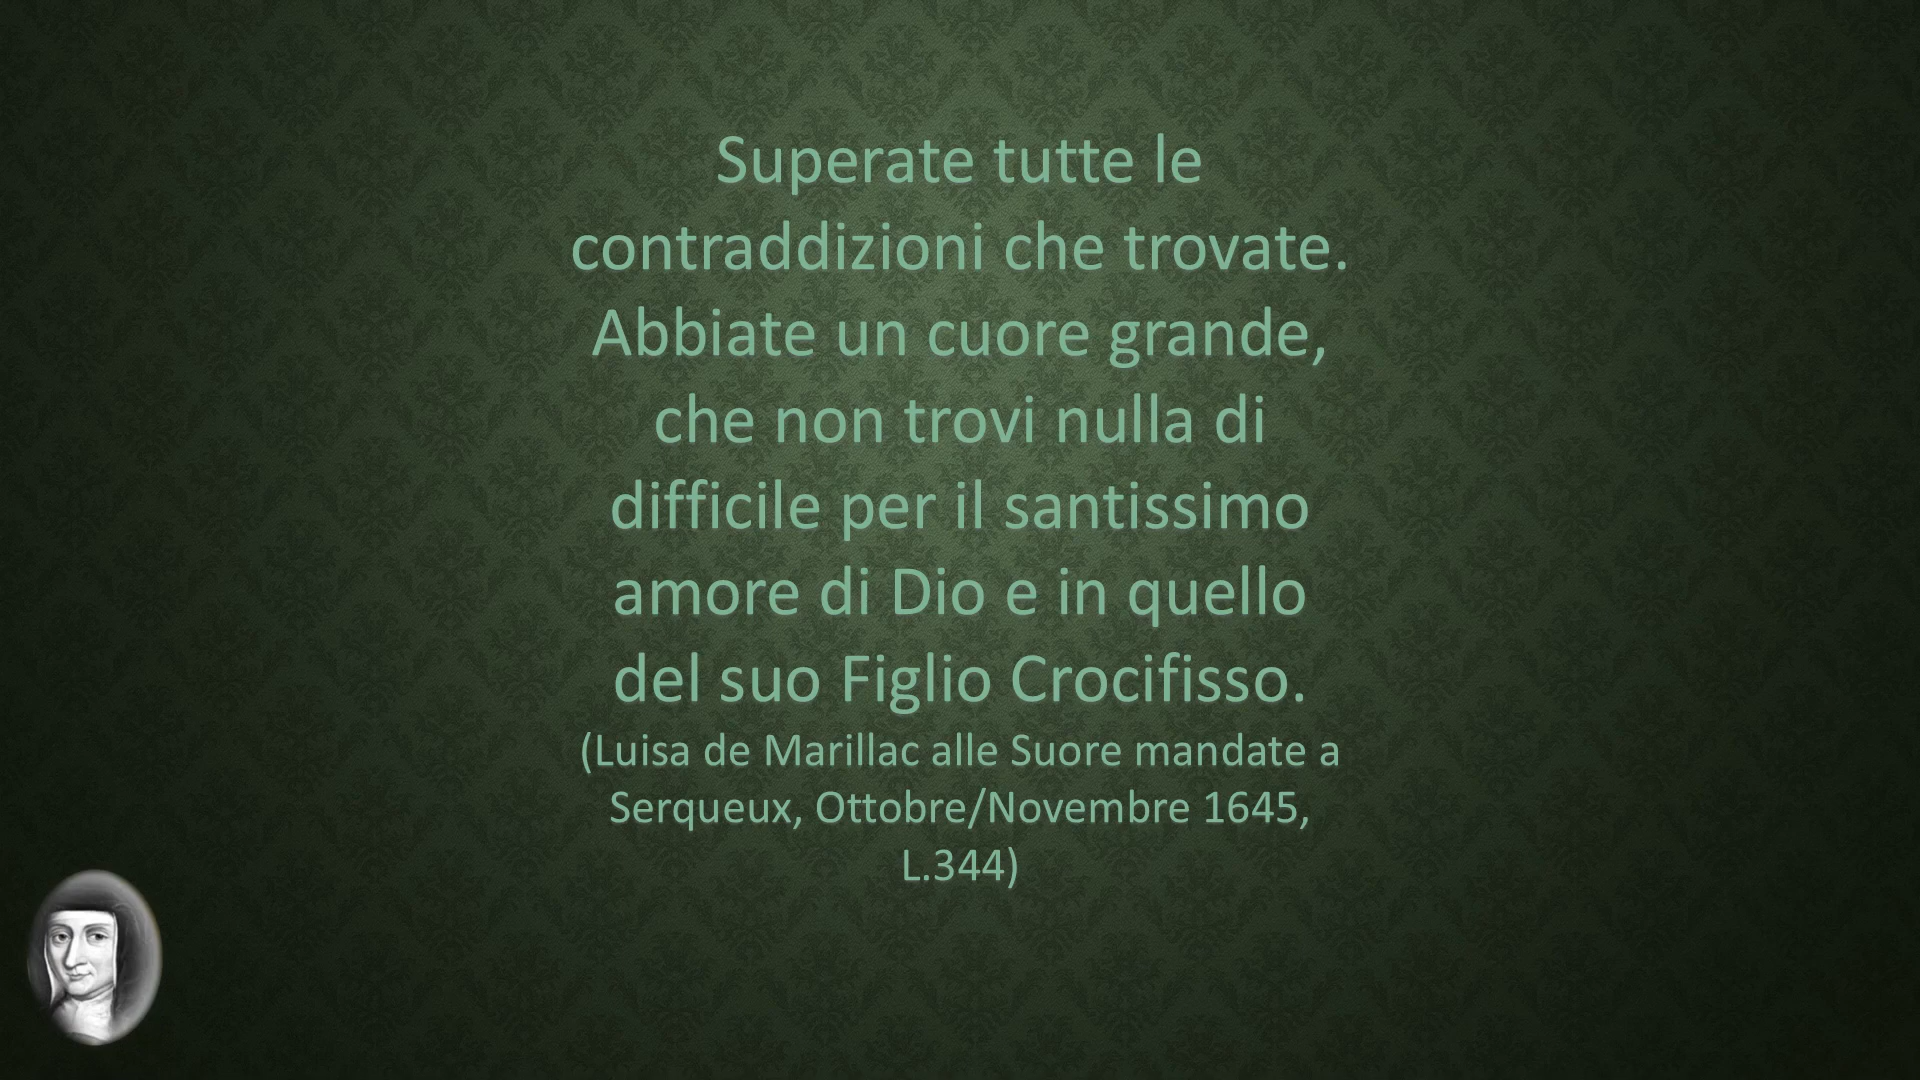 Superate tutte le
contraddizioni che trovate.
Abbiate un cuore grande,
che non trovi nulla di
difficile per il santissimo
amore di Dio e in quello
del suo Figlio Crocifisso.
(Luisa de Marillac alle Suore mandate a
Serqueux, Ottobre/Novembre 1645,
L.344)